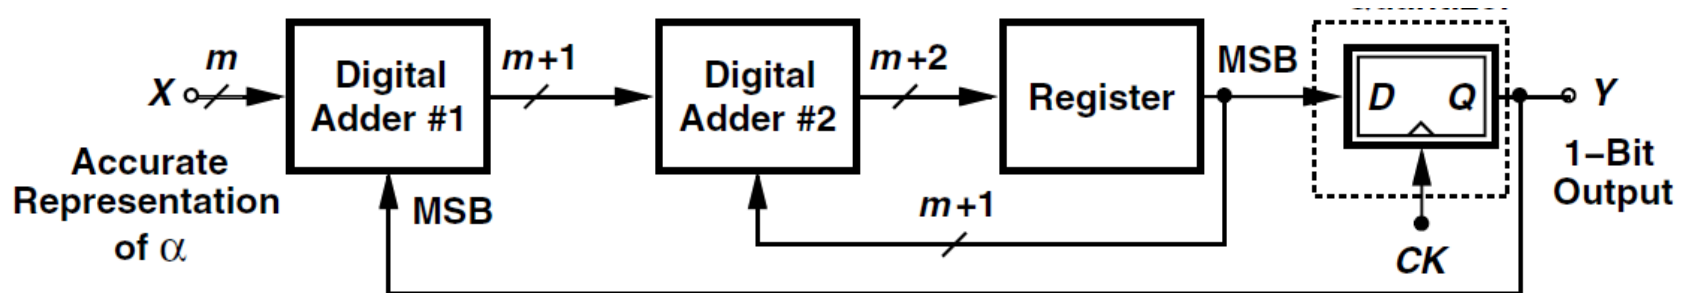 X
m
Digital
Adder #1
m+1
Digital
Adder #2
m+2
Register
MSB
D
Q
Y
Accurate
Representation
of α
MSB
m+1
CK
1−Bit
Output